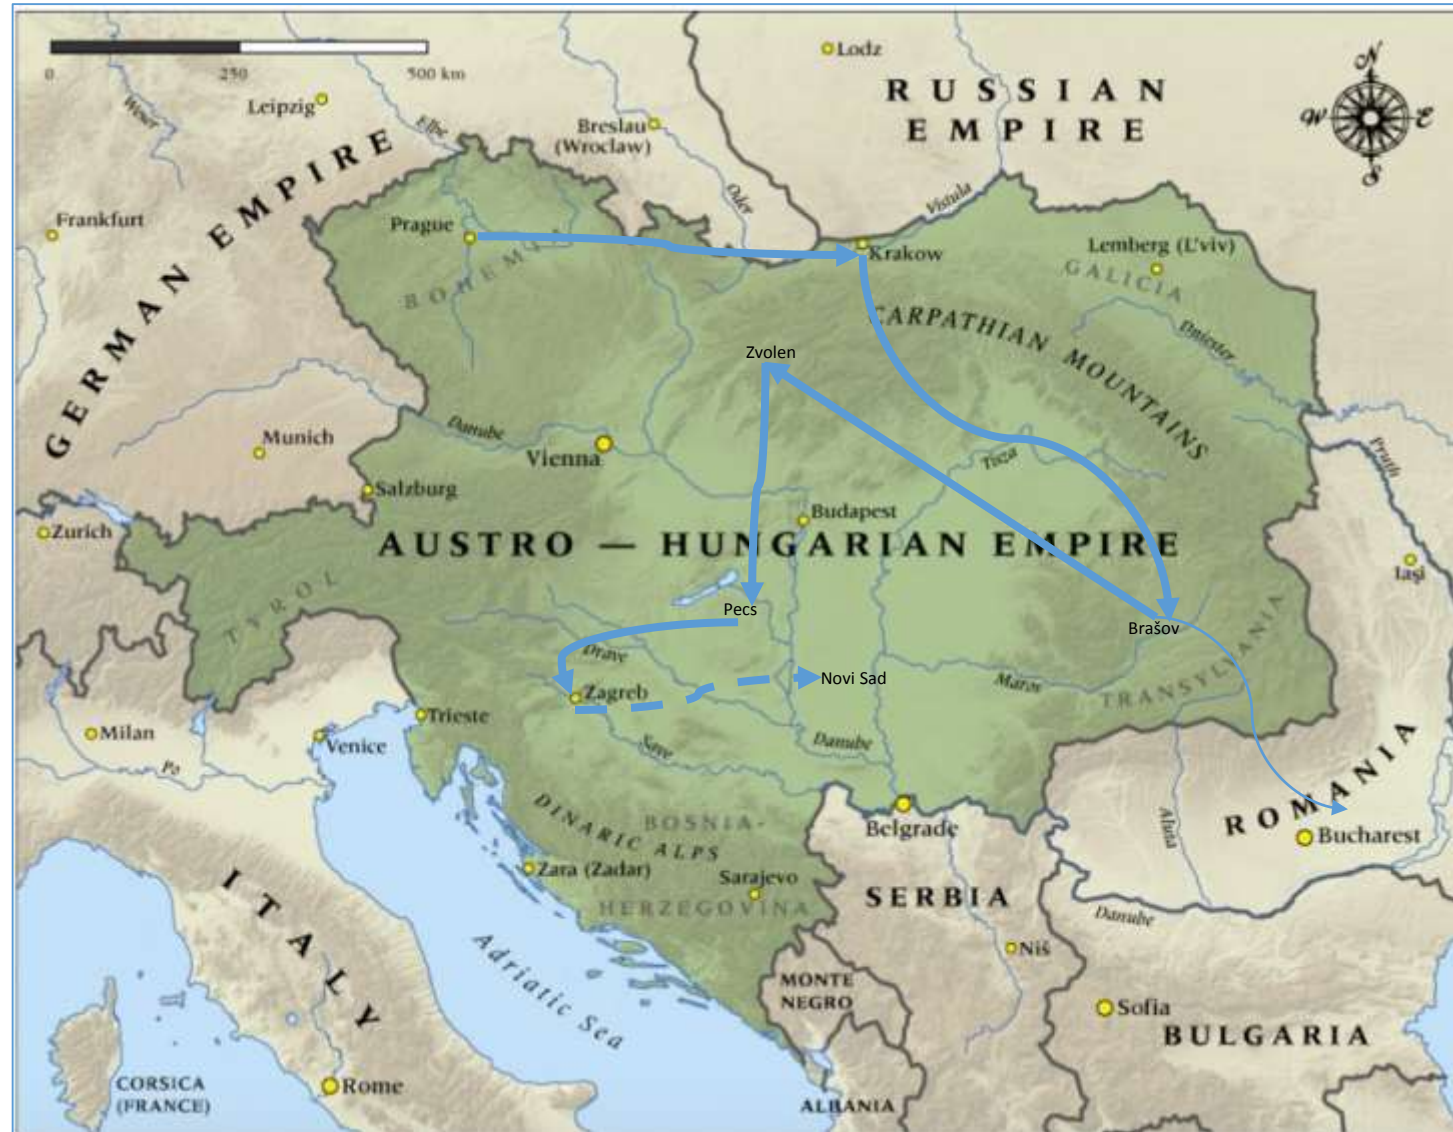 0 250 500 km
Lodz
RUSSIAN
EMPIRE
N
W E
S
Weser
Leipzig
Elbe
Breslau
(Wroclaw)
Oder
Vistula
GERMAN EMPIRE
Frankfurt
Prague
BOHEMIA
Krakow
Lemberg (L'viv)
GALICIA
Dniester
CARPATHIAN MOUNTAINS
Zvolen
Danube
Munich
Vienna
Tisza
Pruth
Salzburg
Budapest
Zurich
AUSTRO — HUNGARIAN EMPIRE
Iaşi
TYROL
Pecs
Brašov
Drave
Novi Sad
Maros
TRANSYLVANIA
Zagreb
Trieste
Milan
Venice
Po
Save
Danube
ROMANIA
Bucharest
Aluta
DINARIC ALPS
BOSNIA-
HERZEGOVINA
Belgrade
Zara (Zadar)
Sarajevo
SERBIA
Danube
ITALY
Adriatic Sea
Niš
MONTE
NEGRO
Sofia
BULGARIA
CORSICA
(FRANCE)
Rome
ALBANIA